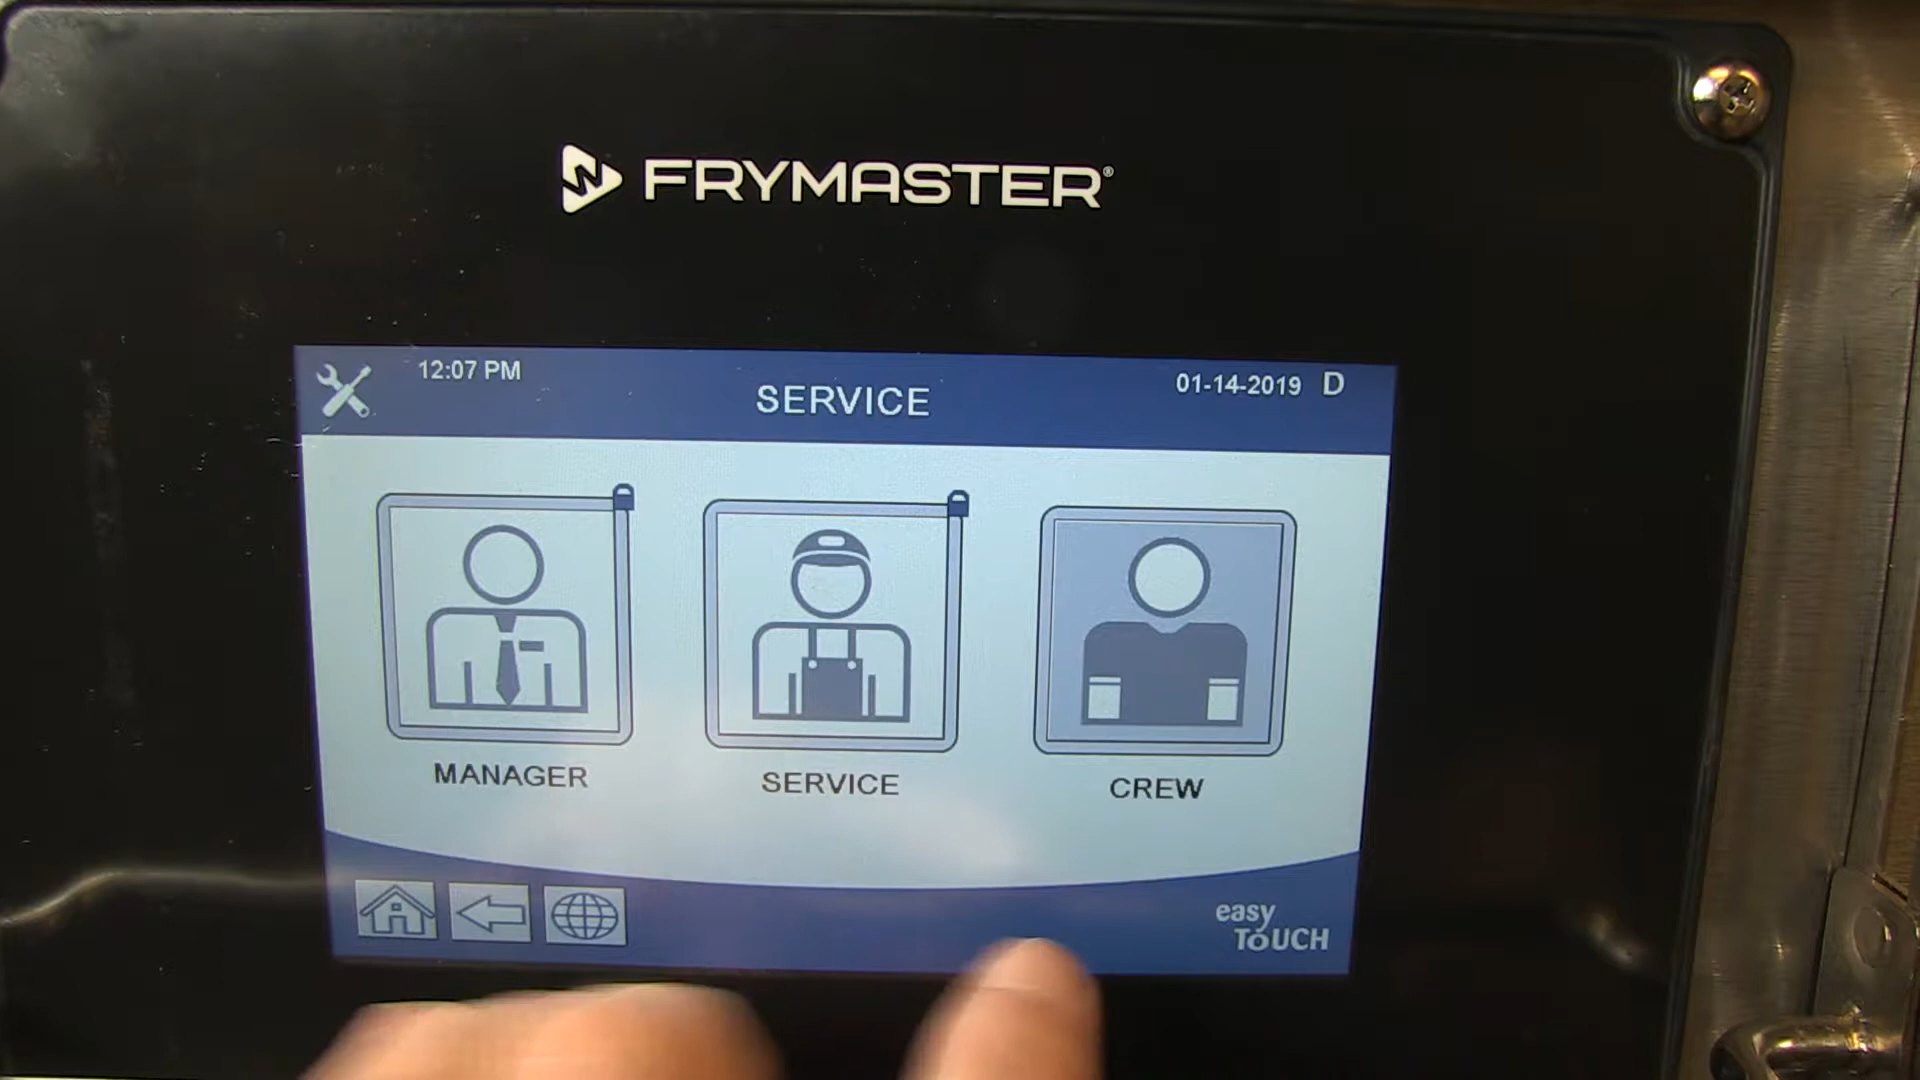 FRYMASTER®
12:07 PM
SERVICE
01-14-2019 D
MANAGER
SERVICE
CREW
easy
TOUCH